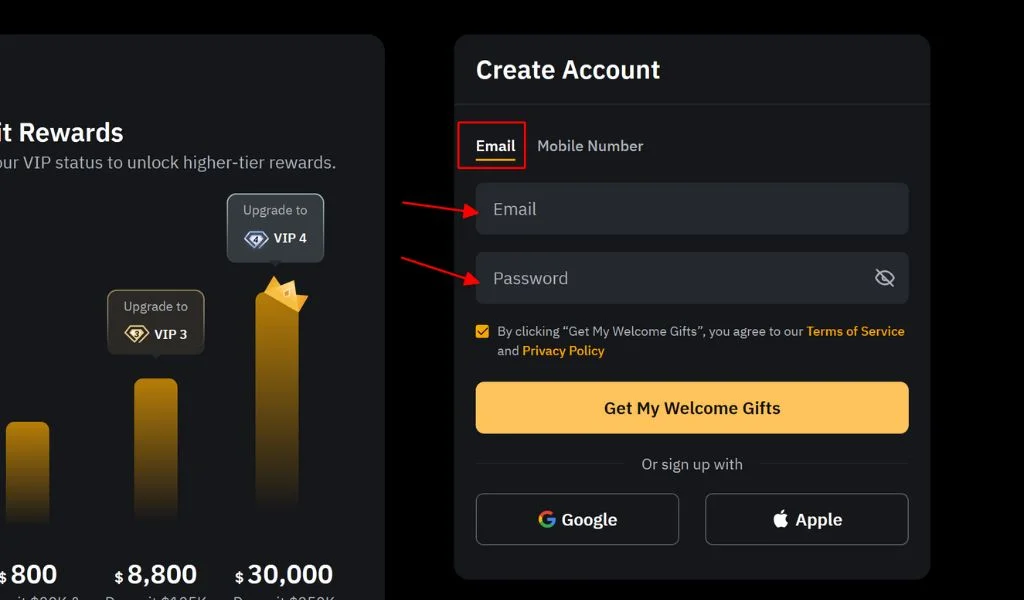 it Rewards
our VIP status to unlock higher-tier rewards.
Upgrade to
4 VIP 4
Upgrade to
3 VIP 3
$ 800
$ 8,800
$ 30,000
Create Account
Email
Mobile Number
Email
Password
By clicking “Get My Welcome Gifts”, you agree to our Terms of Service
and Privacy Policy
Get My Welcome Gifts
Or sign up with
Google
Apple